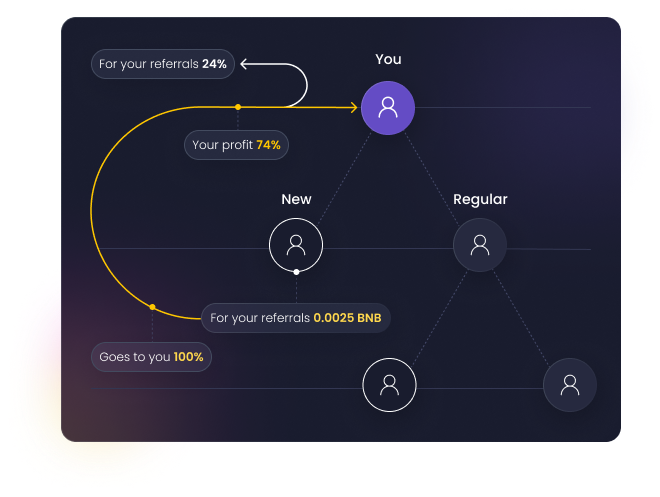 You
For your referrals 24%
Your profit 74%
New
Regular
For your referrals 0.0025 BNB
Goes to you 100%